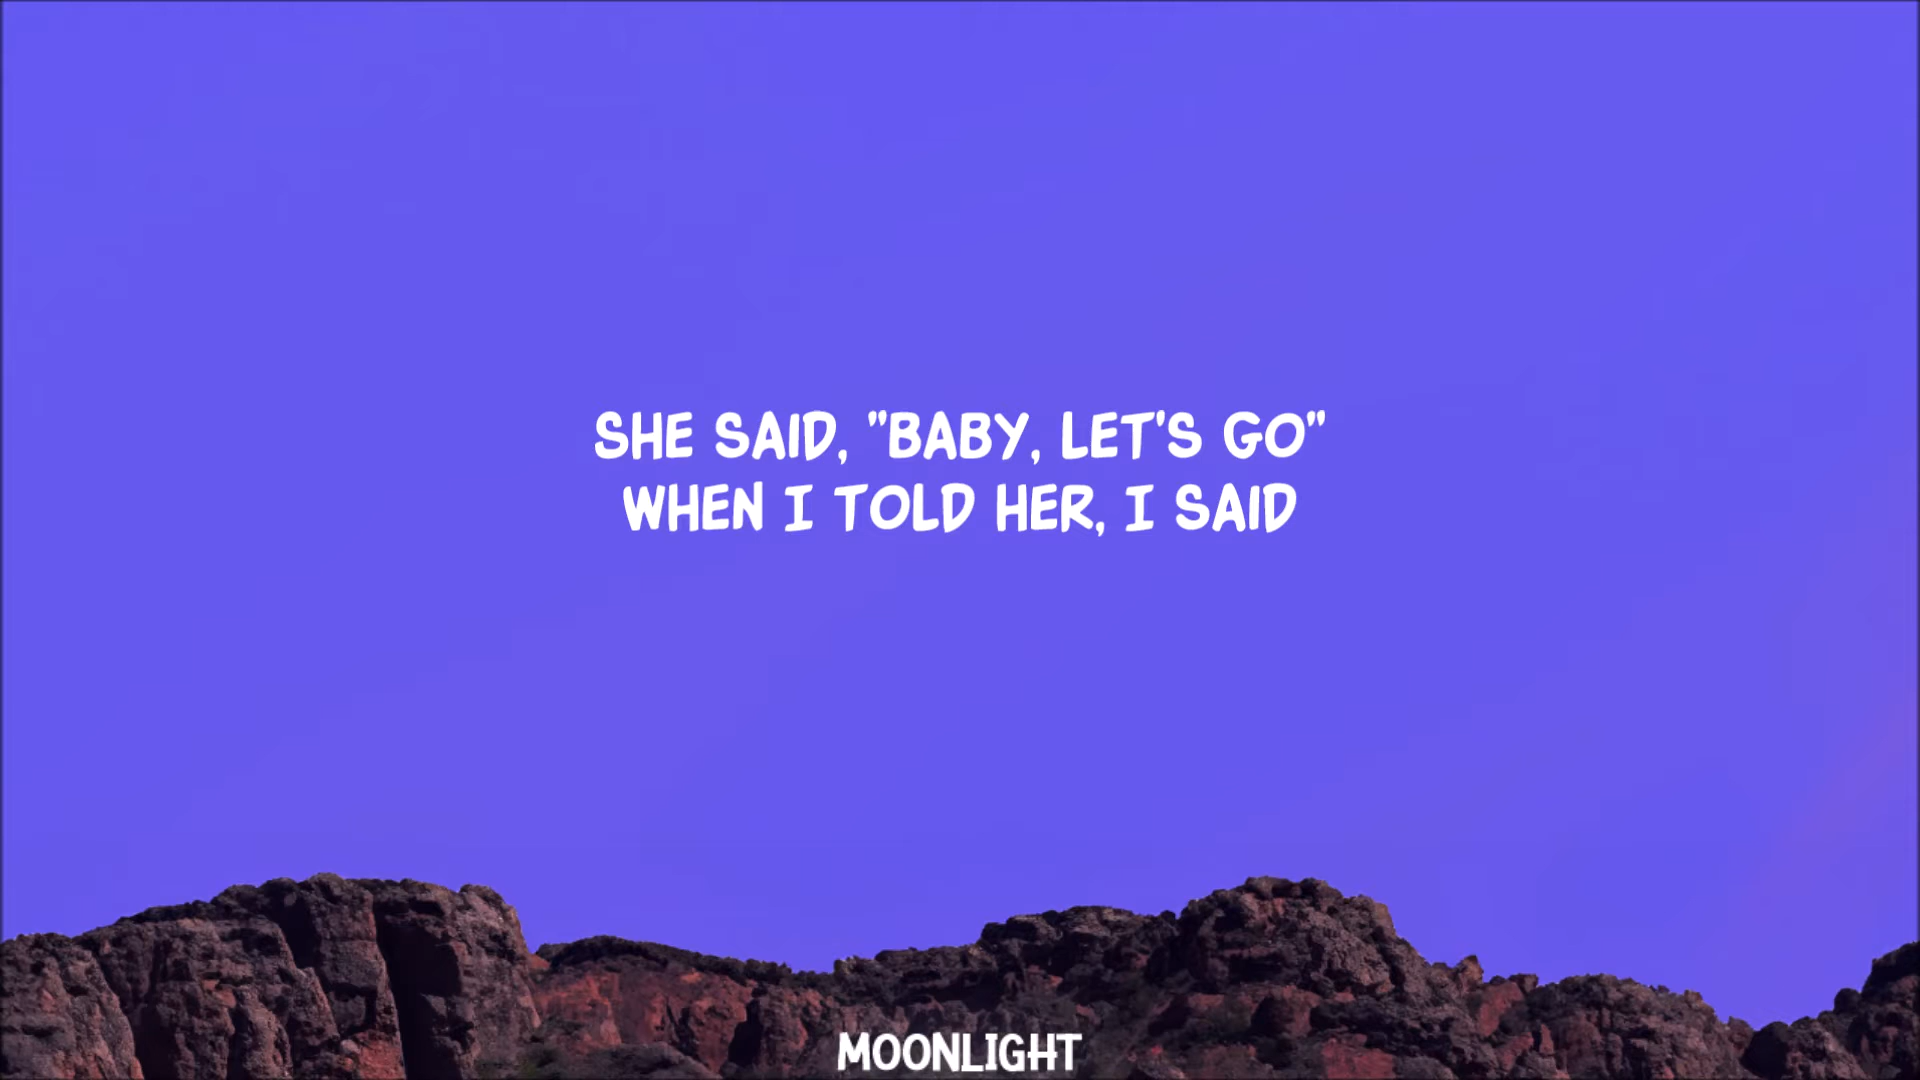 SHE SAID, "BABY, LET'S GO"
WHEN I TOLD HER, I SAID
MOONLIGHT